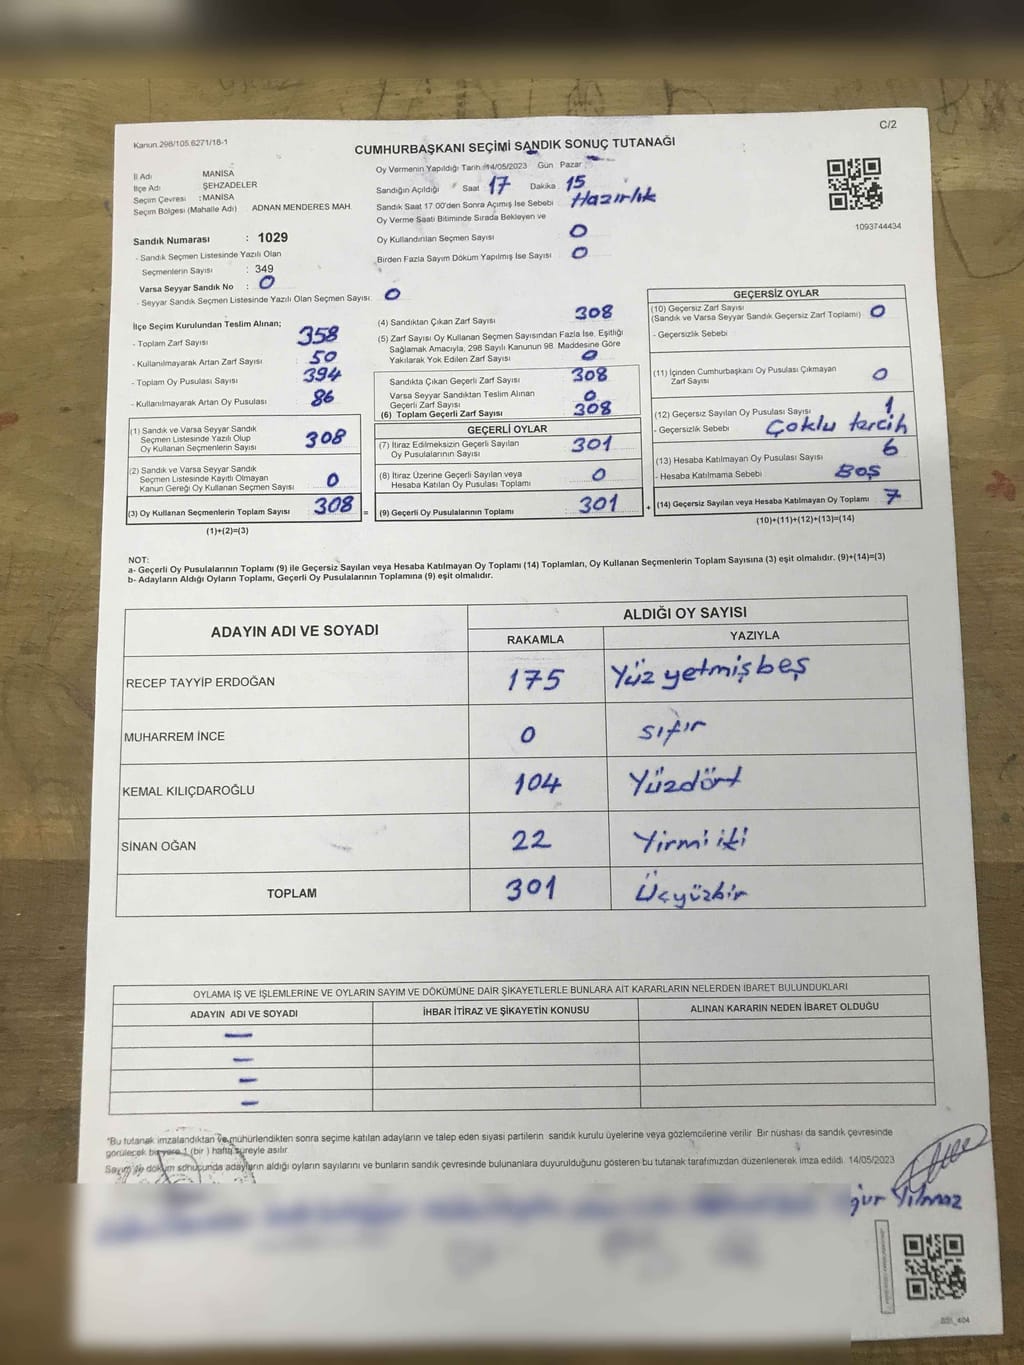 Kanun.298/105.6271/18-1
C/2
CUMHURBAŞKANI SEÇİMİ SANDIK SONUÇ TUTANAĞI
İl Adı MANİSA
İlçe Adı ŞEHZADELER
Seçim Çevresi : MANİSA
Seçim Bölgesi (Mahalle Adı) ADNAN MENDERES MAH.
Sandık Numarası : 1029
- Sandık Seçmen Listesinde Yazılı Olan
Seçmenlerin Sayısı : 349
Varsa Seyyar Sandık No : 0
- Seyyar Sandık Seçmen Listesinde Yazılı Olan Seçmen Sayısı: 0
Oy Vermenin Yapıldığı Tarih :14/05/2023 Gün Pazar
Sandığın Açıldığı Saat 17 Dakika 15
Sandık Saat 17 00'den Sonra Açımış İse Sebebi Hazırlık
Oy Verme Saati Bitiminde Sırada Bekleyen ve
Oy Kullandırılan Seçmen Sayısı 0
Birden Fazla Sayım Döküm Yapılmış İse Sayısı 0
1093744434
İlçe Seçim Kurulundan Teslim Alınan;
- Toplam Zarf Sayısı 358
- Kullanılmayarak Artan Zarf Sayısı 50
- Toplam Oy Pusulası Sayısı 394
- Kullanılmayarak Artan Oy Pusulası 86
(1) Sandık ve Varsa Seyyar Sandık
Seçmen Listesinde Yazılı Olup
Oy Kullanan Seçmenlerin Sayısı 308
(2) Sandık ve Varsa Seyyar Sandık
Seçmen Listesinde Kayıtlı Olmayan
Kanun Gereği Oy Kullanan Seçmen Sayısı 0
(3) Oy Kullanan Seçmenlerin Toplam Sayısı 308 =
(1)+(2)=(3)
(4) Sandıktan Çıkan Zarf Sayısı 308
(5) Zarf Sayısı Oy Kullanan Seçmen Sayısından Fazla İse, Eşitliği
Sağlamak Amacıyla, 298 Sayılı Kanunun 98. Maddesine Göre
Yakılarak Yok Edilen Zarf Sayısı 0
Sandıkta Çıkan Geçerli Zarf Sayısı 308
Varsa Seyyar Sandıktan Teslim Alınan
Geçerli Zarf Sayısı 0
(6) Toplam Geçerli Zarf Sayısı 308
GEÇERLİ OYLAR
(7) İtiraz Edilmeksizin Geçerli Sayılan
Oy Pusulalarının Sayısı 301
(8) İtiraz Üzerine Geçerli Sayılan veya
Hesaba Katılan Oy Pusulası Toplamı 0
(9) Geçerli Oy Pusulalarının Toplamı 301 +
GEÇERSİZ OYLAR
(10) Geçersiz Zarf Sayısı
(Sandık ve Varsa Seyyar Sandık Geçersiz Zarf Toplamı) 0
- Geçersizlik Sebebi
(11) İçinden Cumhurbaşkanı Oy Pusulası Çıkmayan
Zarf Sayısı 0
(12) Geçersiz Sayılan Oy Pusulası Sayısı 1
- Geçersizlik Sebebi Çoklu tercih
(13) Hesaba Katılmayan Oy Pusulası Sayısı 6
- Hesaba Katılmama Sebebi Boş
(14) Geçersiz Sayılan veya Hesaba Katılmayan Oy Toplamı 7
(10)+(11)+(12)+(13)=(14)
NOT:
a- Geçerli Oy Pusulalarının Toplamı (9) ile Geçersiz Sayılan veya Hesaba Katılmayan Oy Toplamı (14) Toplamları, Oy Kullanan Seçmenlerin Toplam Sayısına (3) eşit olmalıdır. (9)+(14)=(3)
b- Adayların Aldığı Oyların Toplamı, Geçerli Oy Pusulalarının Toplamına (9) eşit olmalıdır.
ADAYIN ADI VE SOYADI ALDIĞI OY SAYISI
RAKAMLA YAZIYLA
RECEP TAYYİP ERDOĞAN 175 Yüz yetmişbeş
MUHARREM İNCE 0 sıfır
KEMAL KILIÇDAROĞLU 104 Yüzdört
SİNAN OĞAN 22 Yirmi iki
TOPLAM 301 Üçyüzbir
OYLAMA İŞ VE İŞLEMLERİNE VE OYLARIN SAYIM VE DÖKÜMÜNE DAİR ŞİKAYETLERLE BUNLARA AİT KARARLARIN NELERDEN İBARET BULUNDUKLARI
ADAYIN ADI VE SOYADI İHBAR İTİRAZ VE ŞİKAYETİN KONUSU ALINAN KARARIN NEDEN İBARET OLDUĞU
*Bu tutanak imzalandıktan ve mühürlendikten sonra seçime katılan adayların ve talep eden siyasi partilerin sandık kurulu üyelerine veya gözlemcilerine verilir. Bir nüshası da sandık çevresinde
görülecek bir yere 1 (bir ) hafta süreyle asılır.
Sayım ile döküm sonucunda adayların aldığı oyların sayılarını ve bunların sandık çevresinde bulunanlara duyurulduğunu gösteren bu tutanak tarafımızdan düzenlenerek imza edildi. 14/05/2023
ğur Yılmaz